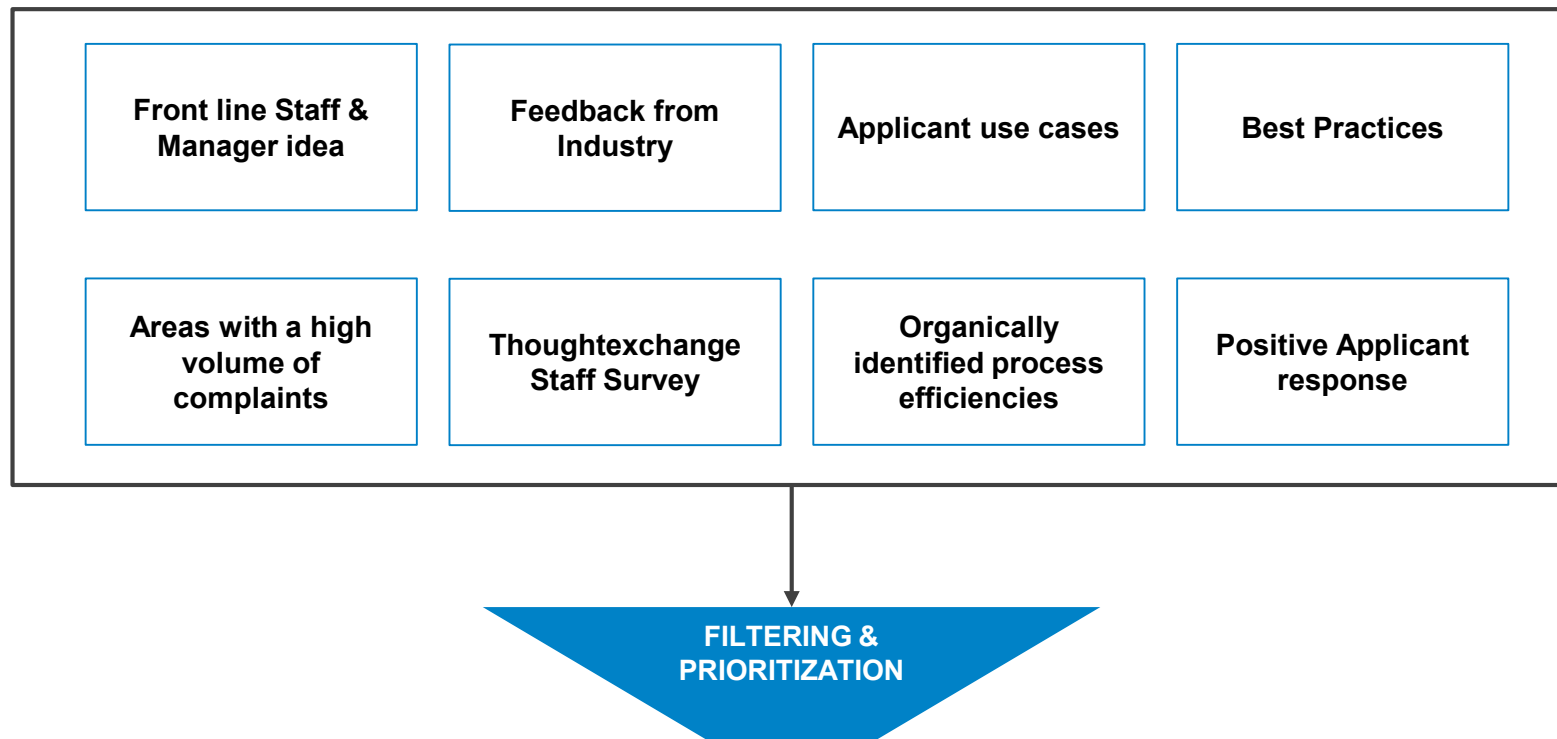 Front line Staff &
Manager idea
Feedback from
Industry
Applicant use cases
Best Practices
Areas with a high
volume of
complaints
Thoughtexchange
Staff Survey
Organically
identified process
efficiencies
Positive Applicant
response
FILTERING &
PRIORITIZATION